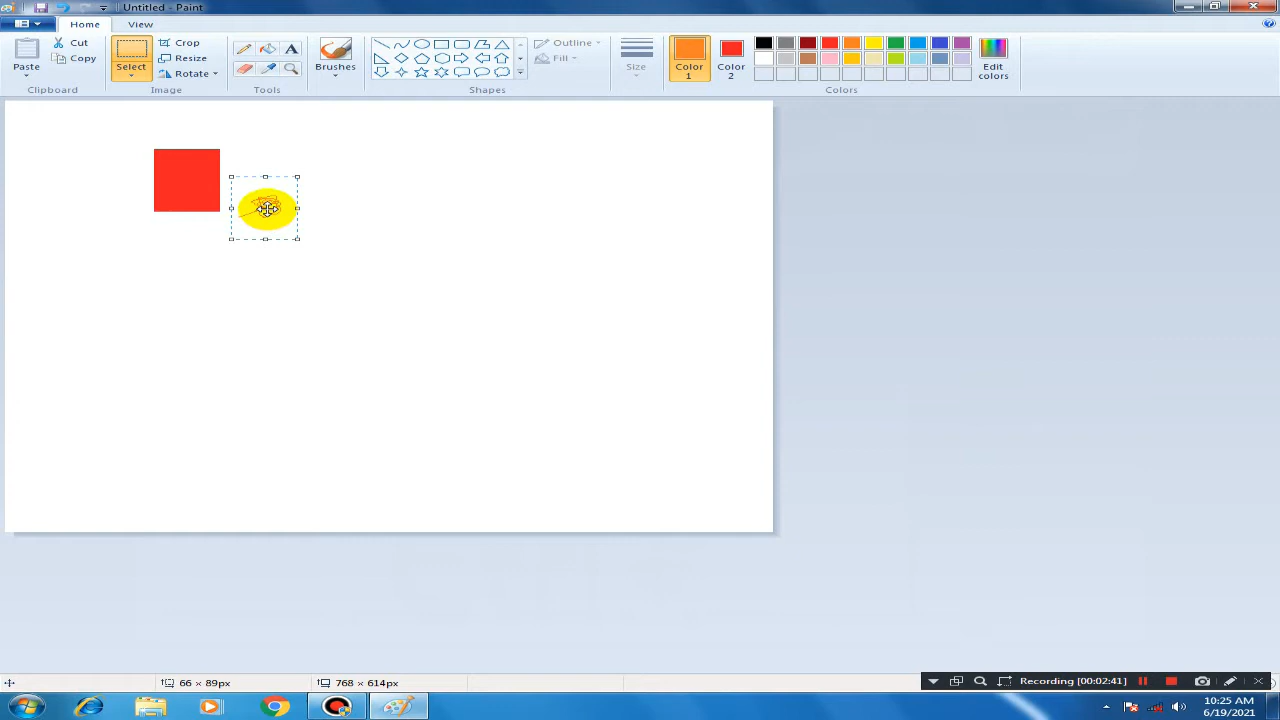 Untitled - Paint
Home
View
Paste
Cut
Copy
Clipboard
Select
Crop
Resize
Rotate
Image
A
Tools
Brushes
Shapes
Outline
Fill
Size
Color 1
Color 2
Colors
Edit colors
66 × 89px
768 × 614px
Recording [00:02:41]
10:25 AM
6/19/2021